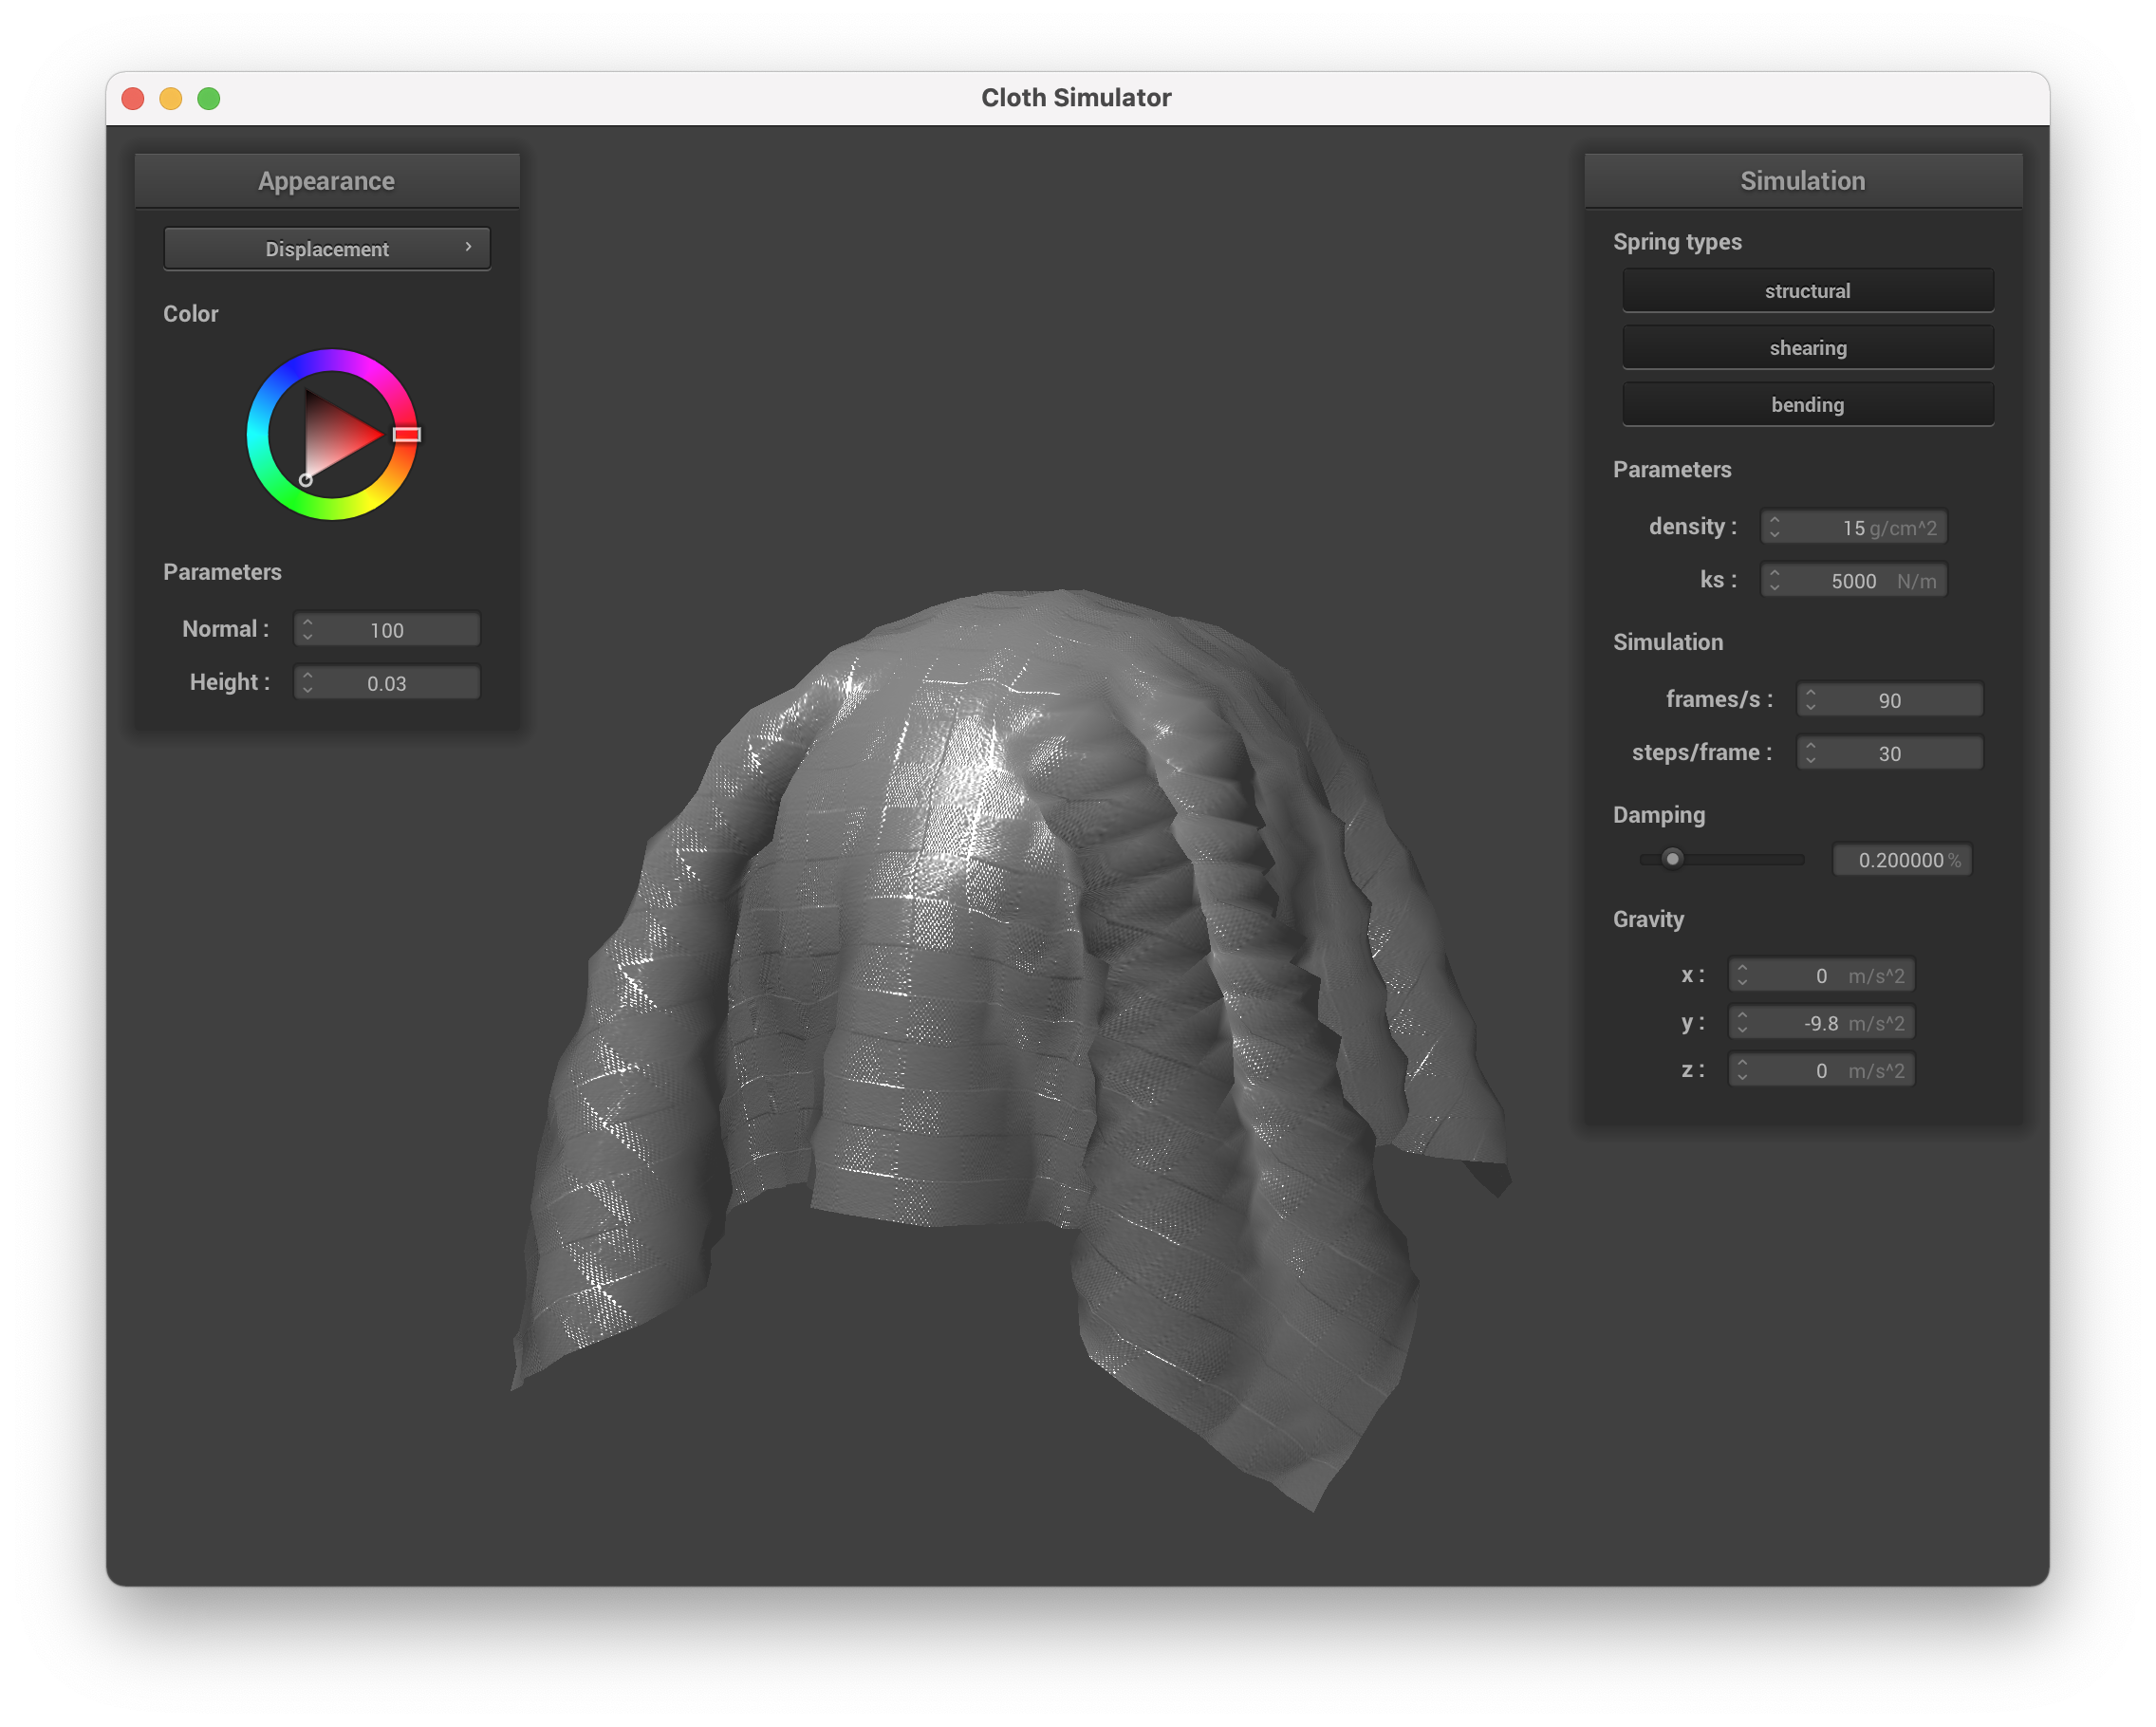 Cloth Simulator
Appearance
Displacement
Color
Parameters
Normal : 100
Height : 0.03
Simulation
Spring types
structural
shearing
bending
Parameters
density : 15 g/cm^2
ks : 5000 N/m
Simulation
frames/s : 90
steps/frame : 30
Damping
0.200000 %
Gravity
x : 0 m/s^2
y : -9.8 m/s^2
z : 0 m/s^2